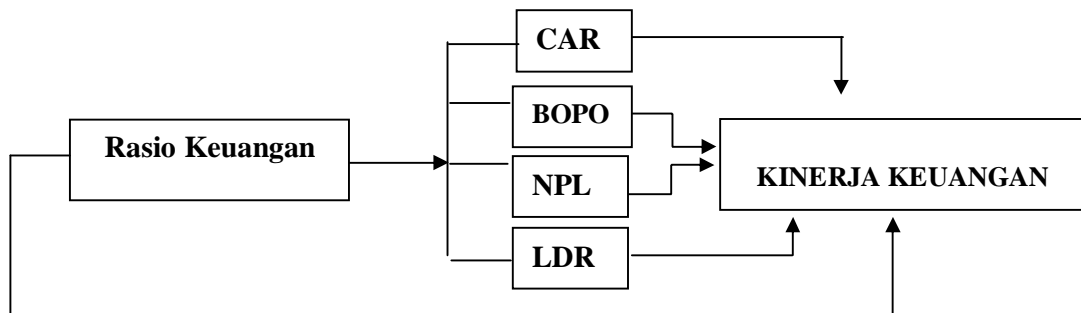 CAR
BOPO
Rasio Keuangan
NPL
KINERJA KEUANGAN
LDR